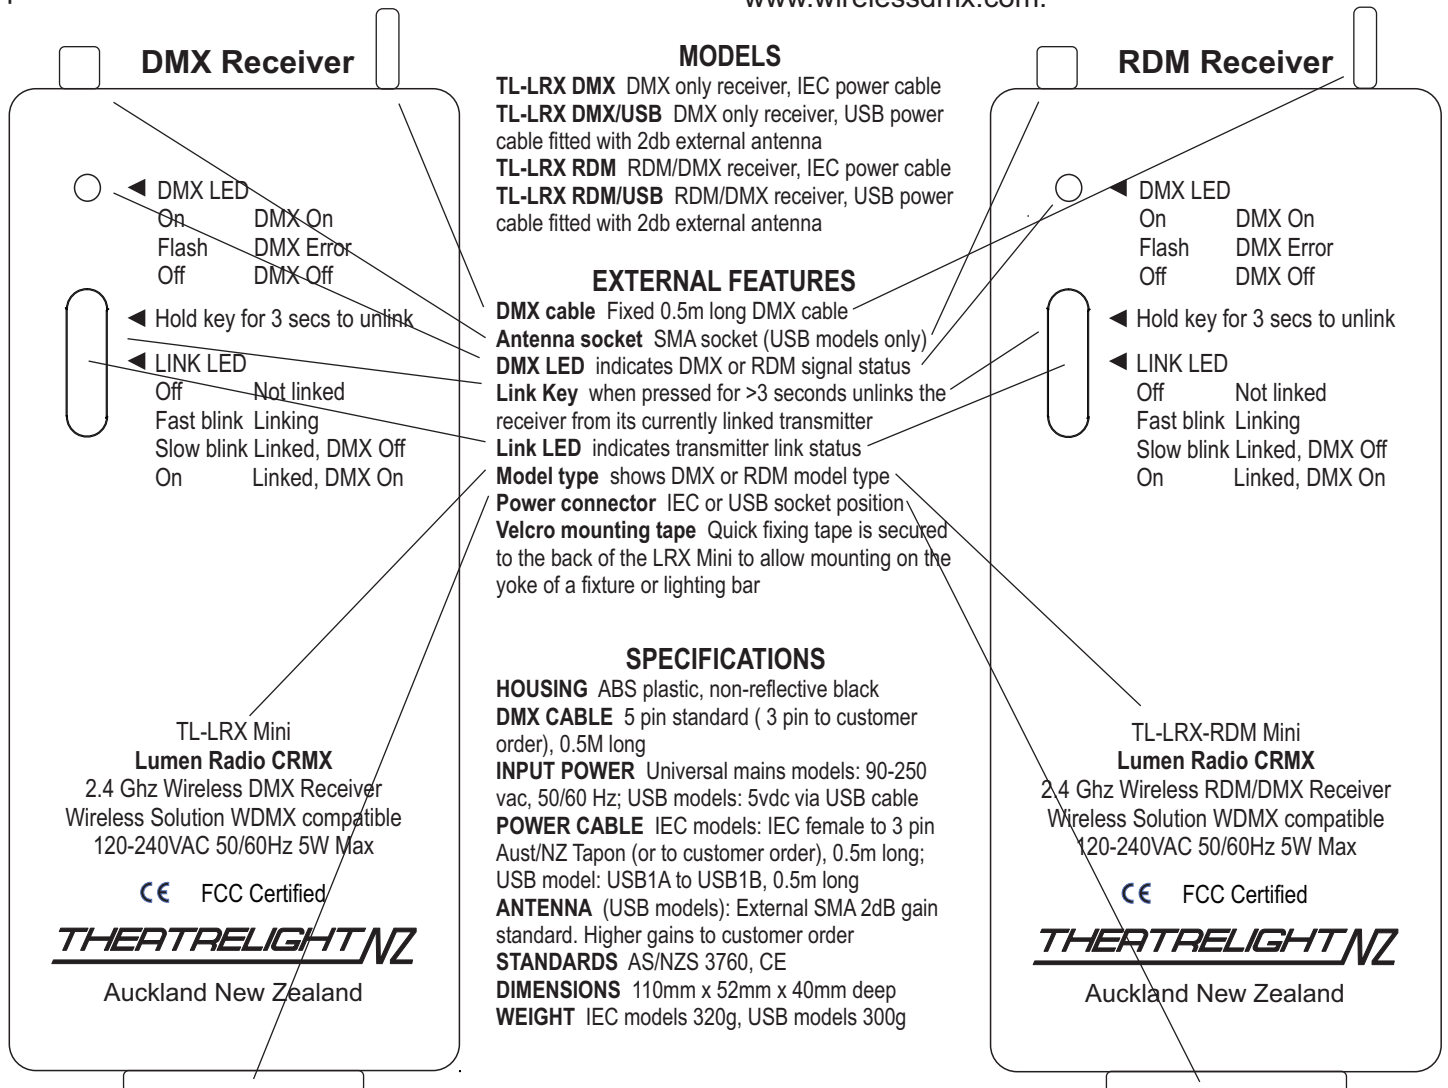 www.wirelessdmx.com.
DMX Receiver
◄ DMX LED
On DMX On
Flash DMX Error
Off DMX Off
◄ Hold key for 3 secs to unlink
◄ LINK LED
Off Not linked
Fast blink Linking
Slow blink Linked, DMX Off
On Linked, DMX On
TL-LRX Mini
Lumen Radio CRMX
2.4 Ghz Wireless DMX Receiver
Wireless Solution WDMX compatible
120-240VAC 50/60Hz 5W Max
CE FCC Certified
THEATRELIGHT NZ
Auckland New Zealand
MODELS
TL-LRX DMX DMX only receiver, IEC power cable
TL-LRX DMX/USB DMX only receiver, USB power
cable fitted with 2db external antenna
TL-LRX RDM RDM/DMX receiver, IEC power cable
TL-LRX RDM/USB RDM/DMX receiver, USB power
cable fitted with 2db external antenna
EXTERNAL FEATURES
DMX cable Fixed 0.5m long DMX cable
Antenna socket SMA socket (USB models only)
DMX LED indicates DMX or RDM signal status
Link Key when pressed for >3 seconds unlinks the
receiver from its currently linked transmitter
Link LED indicates transmitter link status
Model type shows DMX or RDM model type
Power connector IEC or USB socket position
Velcro mounting tape Quick fixing tape is secured
to the back of the LRX Mini to allow mounting on the
yoke of a fixture or lighting bar
SPECIFICATIONS
HOUSING ABS plastic, non-reflective black
DMX CABLE 5 pin standard ( 3 pin to customer
order), 0.5M long
INPUT POWER Universal mains models: 90-250
vac, 50/60 Hz; USB models: 5vdc via USB cable
POWER CABLE IEC models: IEC female to 3 pin
Aust/NZ Tapon (or to customer order), 0.5m long;
USB model: USB1A to USB1B, 0.5m long
ANTENNA (USB models): External SMA 2dB gain
standard. Higher gains to customer order
STANDARDS AS/NZS 3760, CE
DIMENSIONS 110mm x 52mm x 40mm deep
WEIGHT IEC models 320g, USB models 300g
RDM Receiver
◄ DMX LED
On DMX On
Flash DMX Error
Off DMX Off
◄ Hold key for 3 secs to unlink
◄ LINK LED
Off Not linked
Fast blink Linking
Slow blink Linked, DMX Off
On Linked, DMX On
TL-LRX-RDM Mini
Lumen Radio CRMX
2.4 Ghz Wireless RDM/DMX Receiver
Wireless Solution WDMX compatible
120-240VAC 50/60Hz 5W Max
CE FCC Certified
THEATRELIGHT NZ
Auckland New Zealand